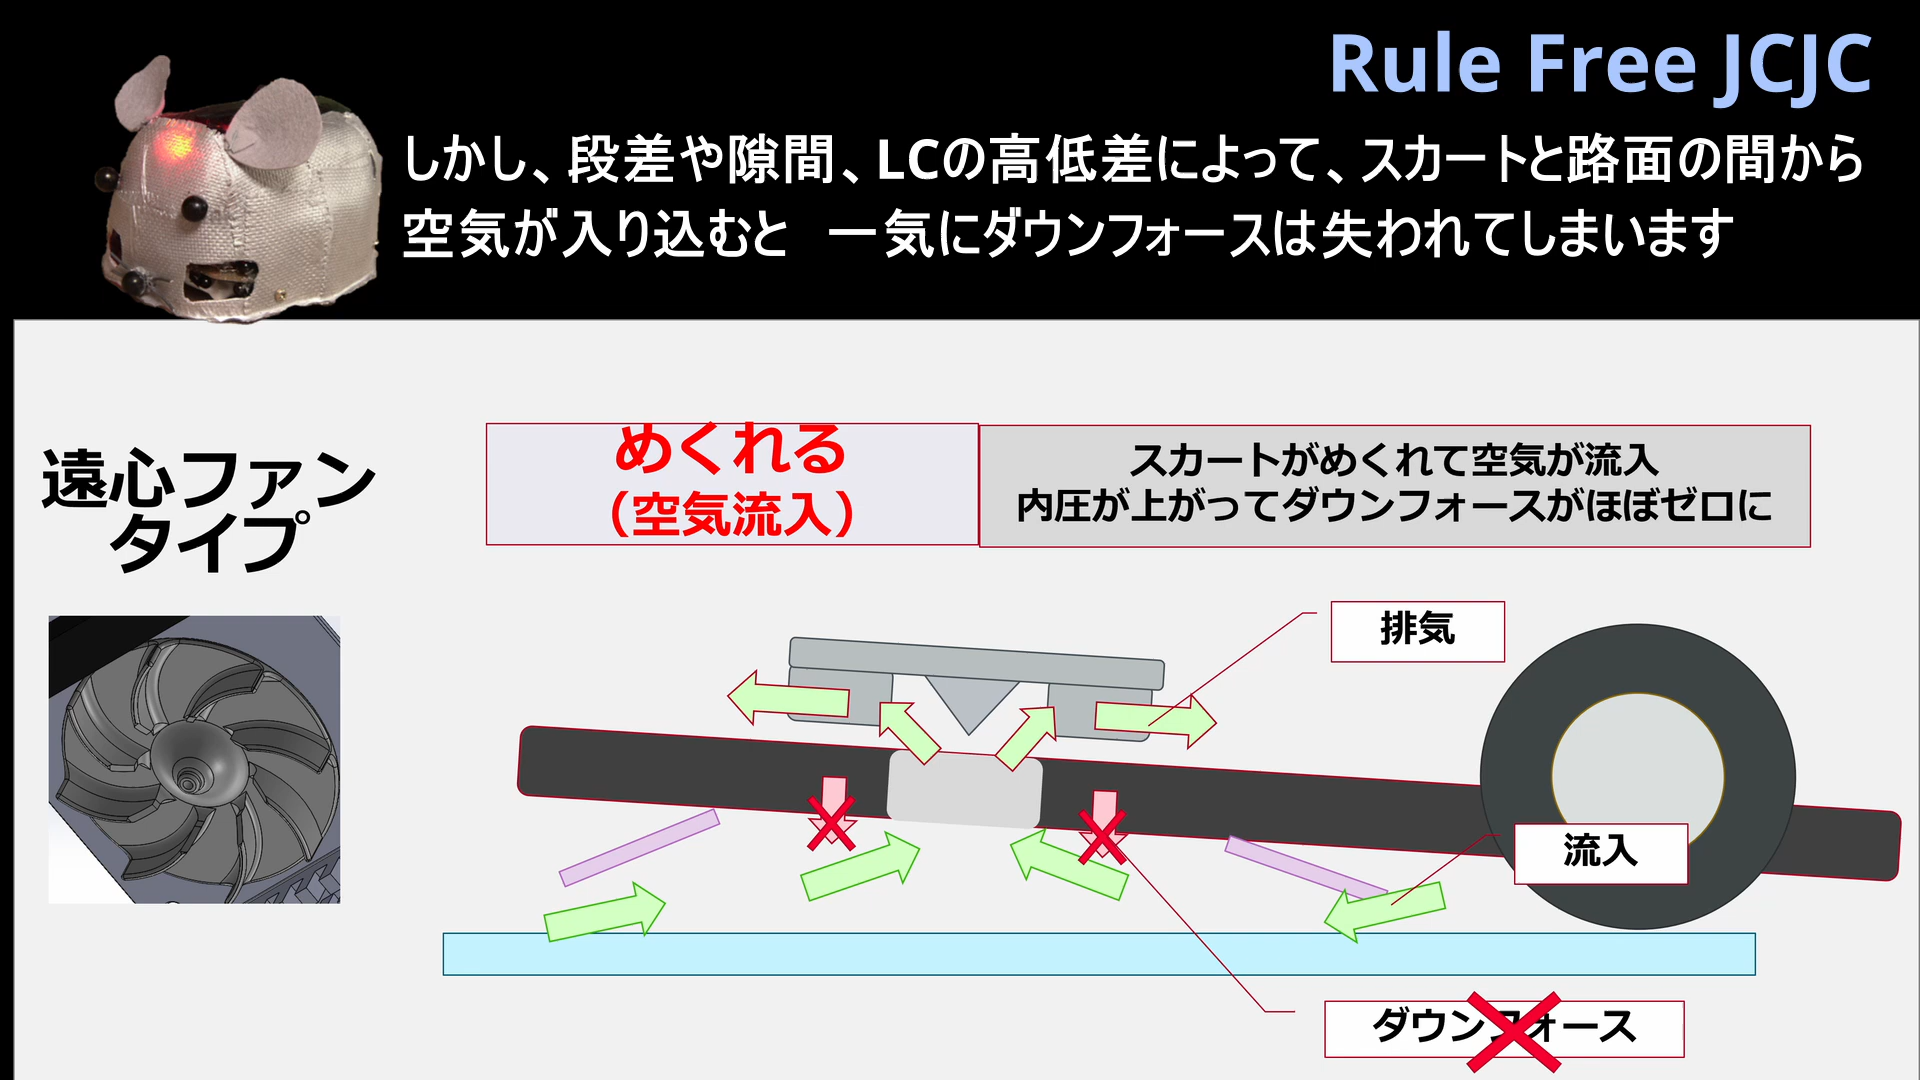 Rule Free JCJC
しかし、段差や隙間、LCの高低差によって、スカートと路面の間から
空気が入り込むと　一気にダウンフォースは失われてしまいます
遠心ファン
タイプ
めくれる
（空気流入）
スカートがめくれて空気が流入
内圧が上がってダウンフォースがほぼゼロに
排気
流入
ダウンフォース